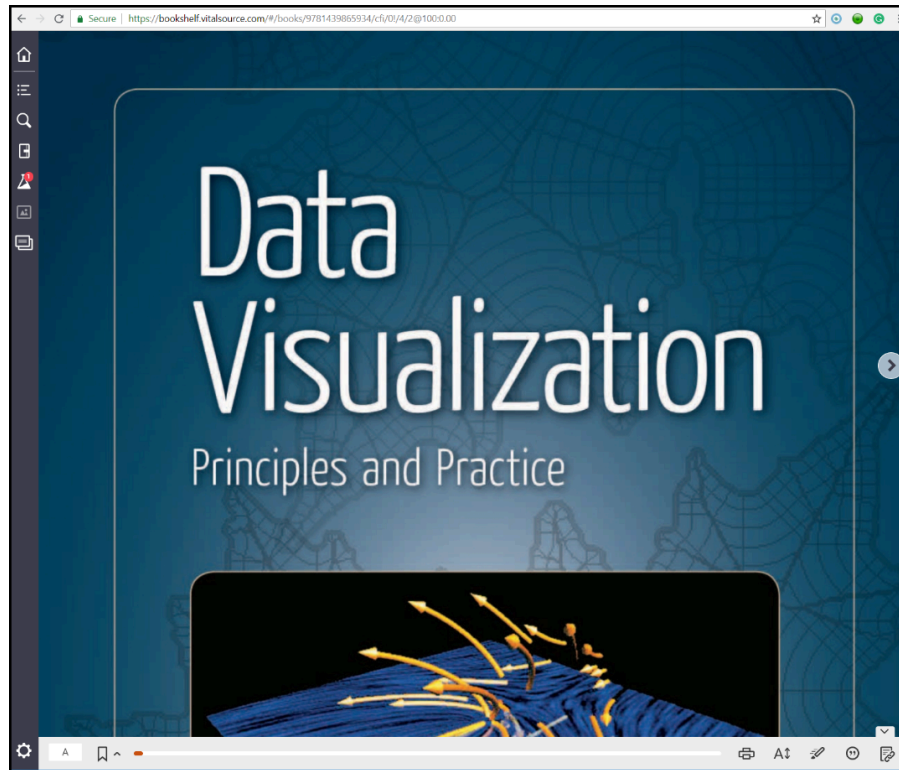 Secure https://bookshelf.vitalsource.com/#/books/9781439865934/cfi/0!/4/2@100:0.00
1
Data
Visualization
Principles and Practice
A
A